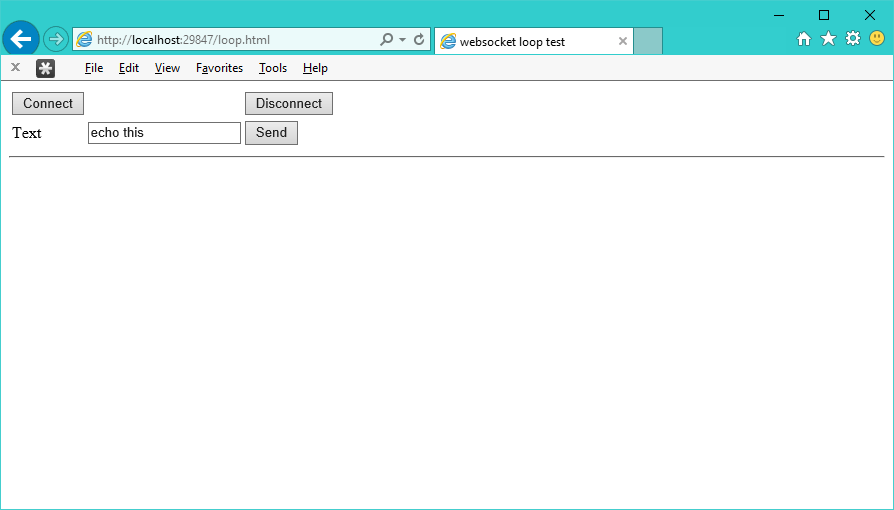 http://localhost:29847/loop.html
websocket loop test
File Edit View Favorites Tools Help
Connect Disconnect
Text echo this Send